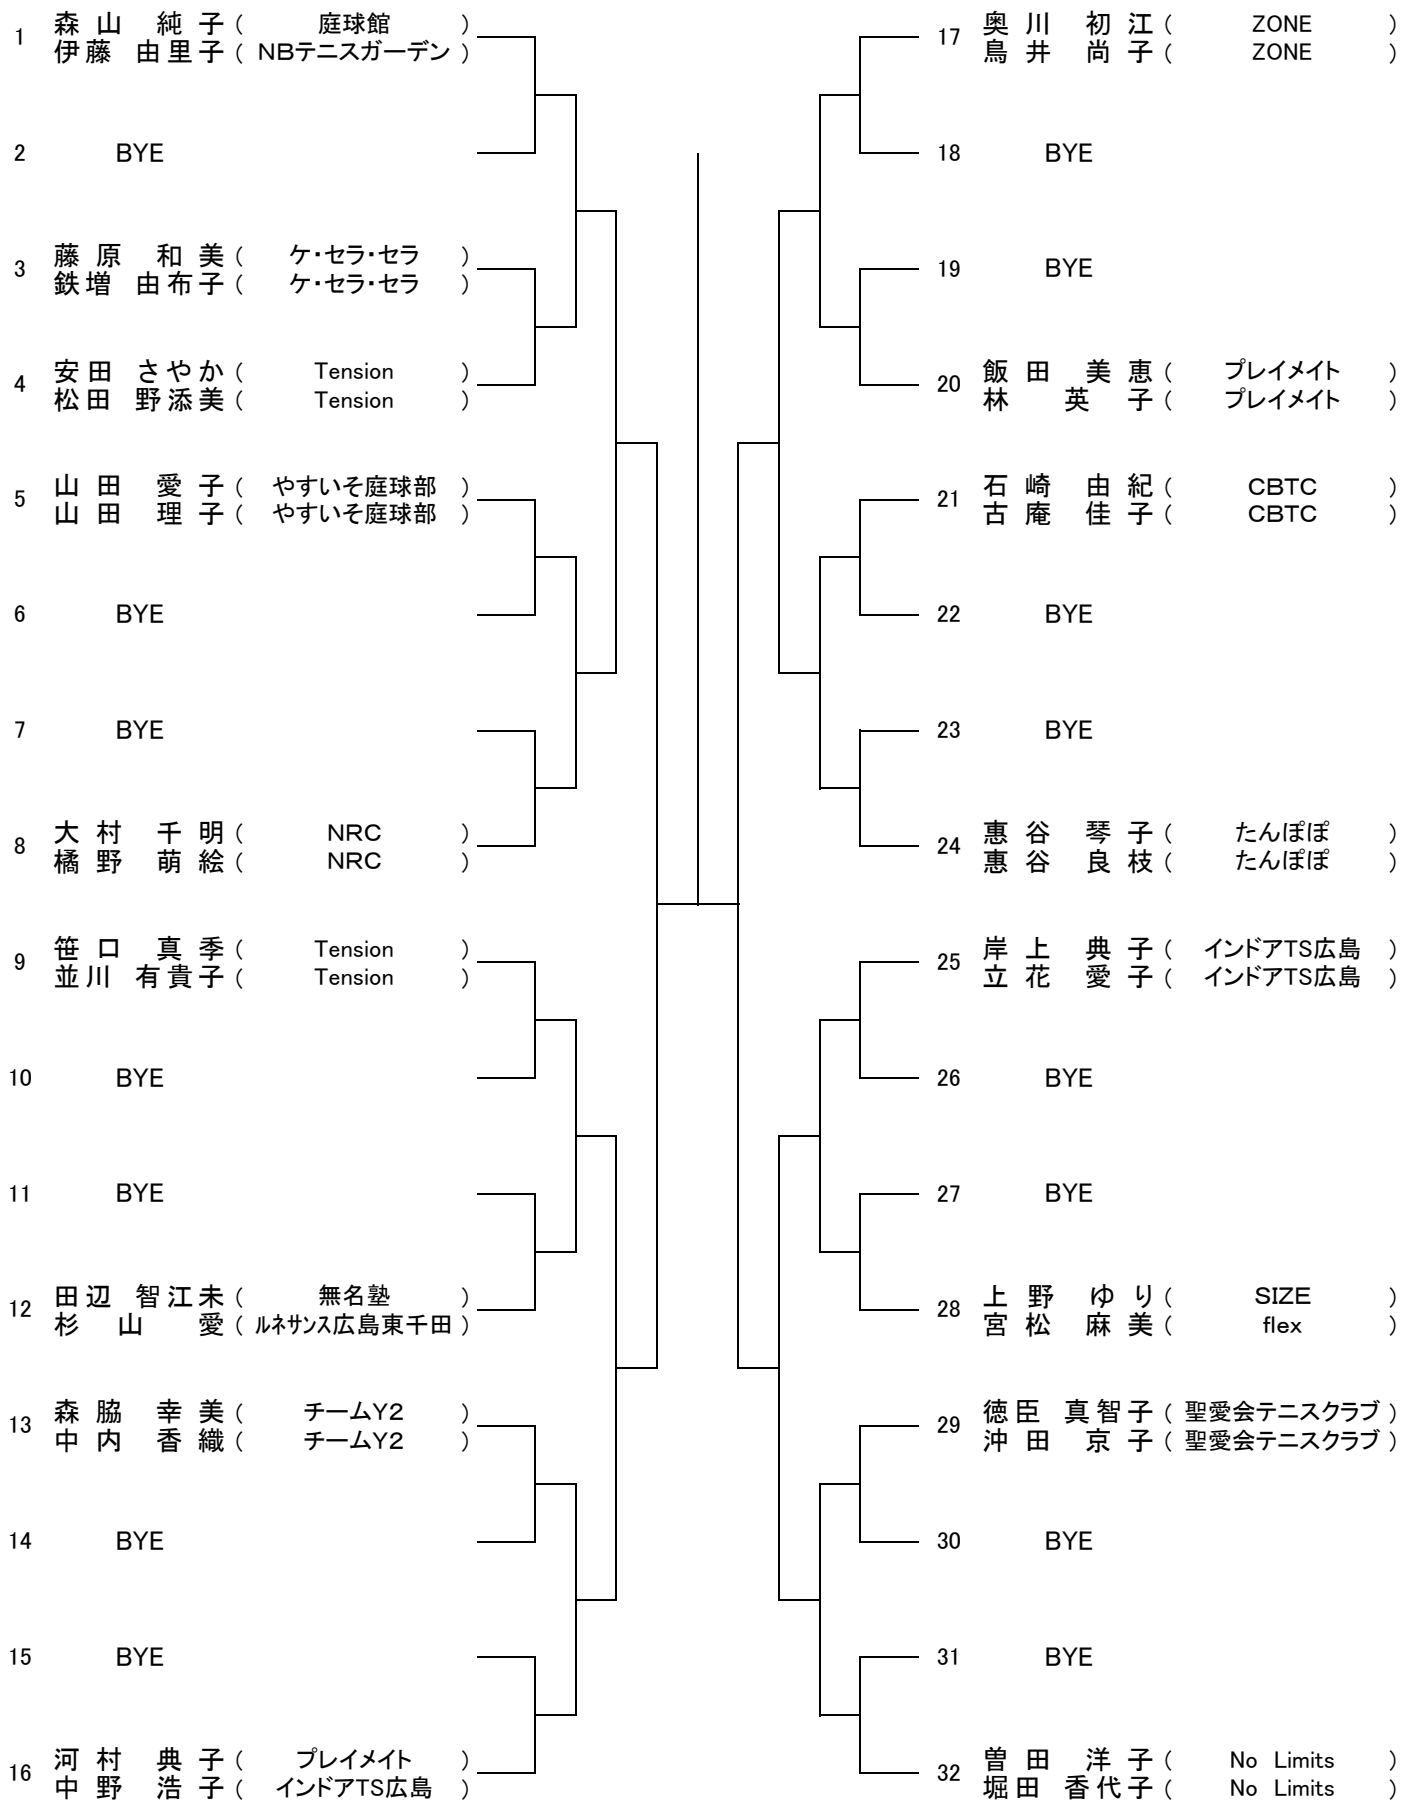 1 森山 純子 ( 庭球館 )
伊藤 由里子 ( NBテニスガーデン )
2 BYE
3 藤原 和美 ( ケ・セラ・セラ )
鉄増 由布子 ( ケ・セラ・セラ )
4 安田 さやか ( Tension )
松田 野添美 ( Tension )
5 山田 愛子 ( やすいそ庭球部 )
山田 理子 ( やすいそ庭球部 )
6 BYE
7 BYE
8 大村 千明 ( NRC )
橘野 萌絵 ( NRC )
9 笹口 真季 ( Tension )
並川 有貴子 ( Tension )
10 BYE
11 BYE
12 田辺 智江未 ( 無名塾 )
杉山 愛 ( ルネサンス広島東千田 )
13 森脇 幸美 ( チームY2 )
中内 香織 ( チームY2 )
14 BYE
15 BYE
16 河村 典子 ( プレイメイト )
中野 浩子 ( インドアTS広島 )
17 奥川 初江 ( ZONE )
鳥井 尚子 ( ZONE )
18 BYE
19 BYE
20 飯田 美恵 ( プレイメイト )
林 英子 ( プレイメイト )
21 石崎 由紀 ( CBTC )
古庵 佳子 ( CBTC )
22 BYE
23 BYE
24 惠谷 琴子 ( たんぽぽ )
惠谷 良枝 ( たんぽぽ )
25 岸上 典子 ( インドアTS広島 )
立花 愛子 ( インドアTS広島 )
26 BYE
27 BYE
28 上野 ゆり ( SIZE )
宮松 麻美 ( flex )
29 徳臣 真智子 ( 聖愛会テニスクラブ )
沖田 京子 ( 聖愛会テニスクラブ )
30 BYE
31 BYE
32 曽田 洋子 ( No Limits )
堀田 香代子 ( No Limits )